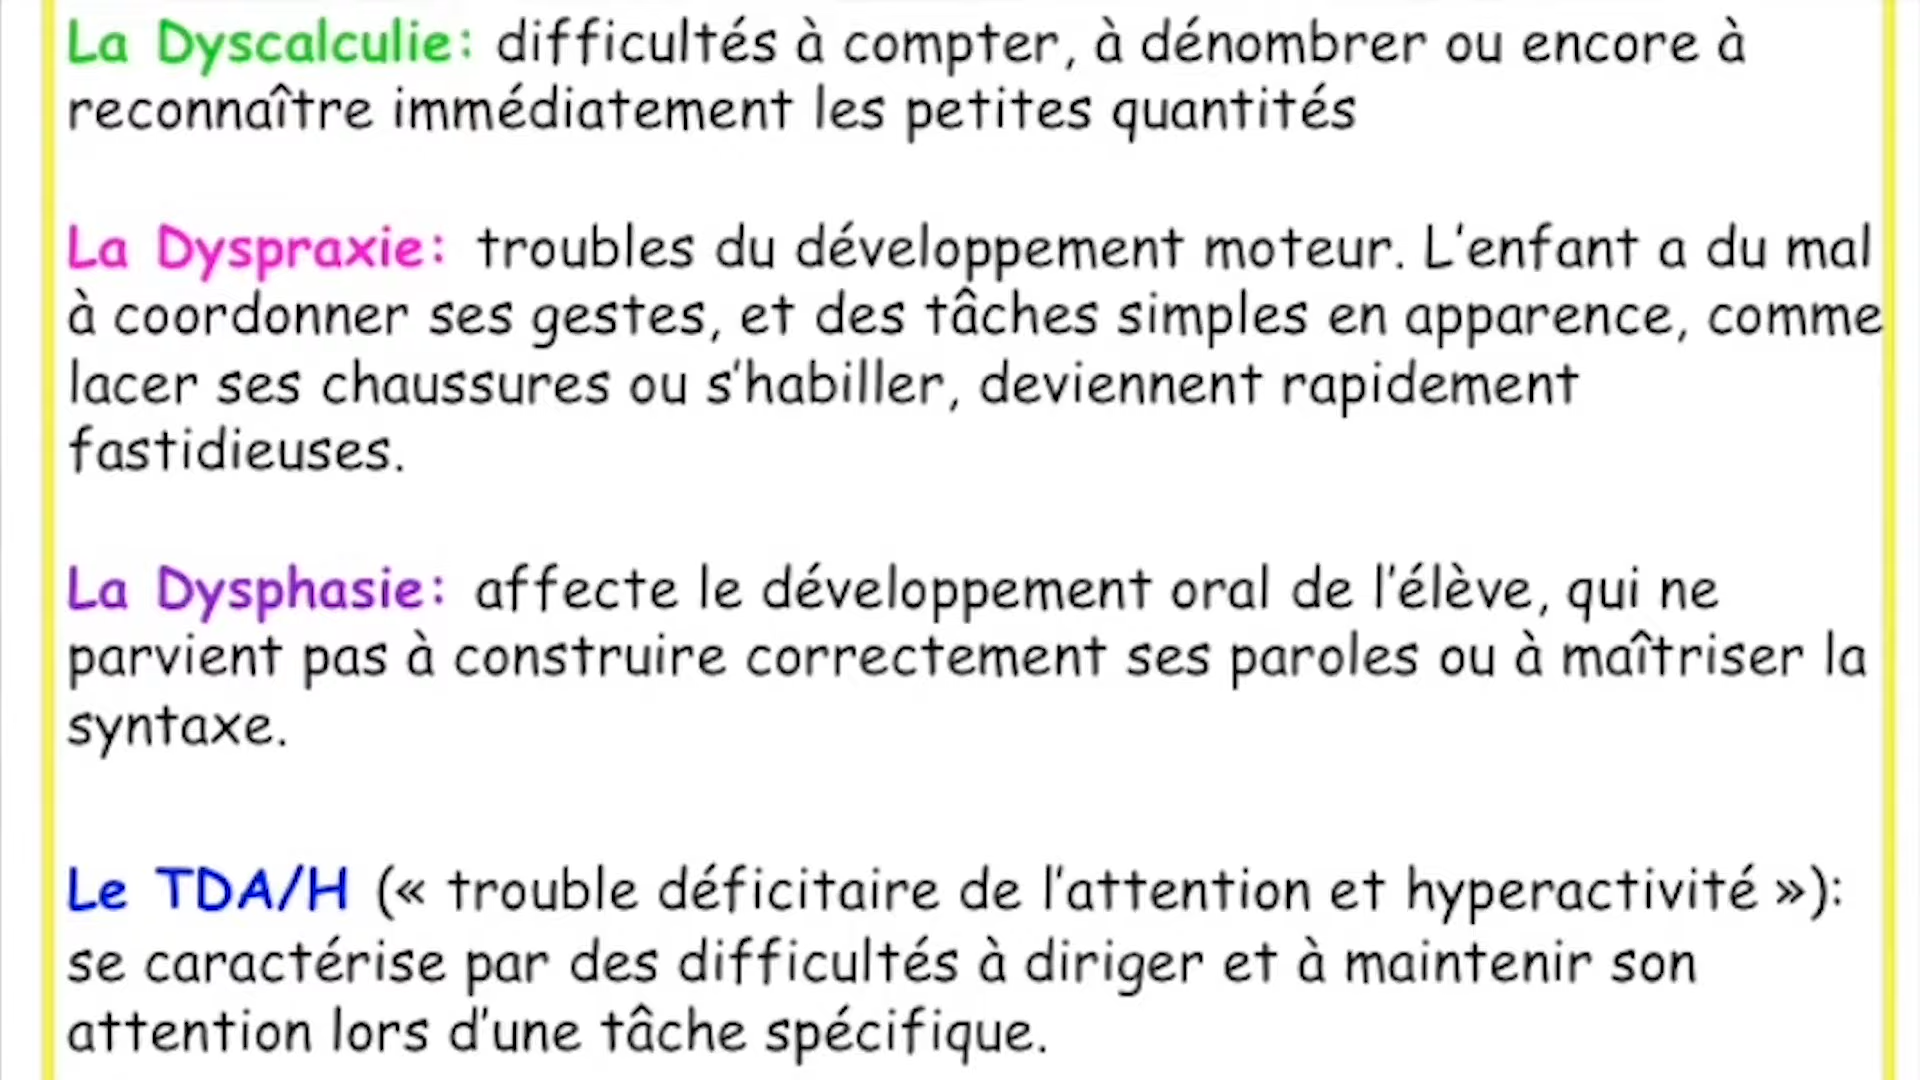 La Dyscalculie: difficultés à compter, à dénombrer ou encore à
reconnaître immédiatement les petites quantités
La Dyspraxie: troubles du développement moteur. L'enfant a du mal
à coordonner ses gestes, et des tâches simples en apparence, comme
lacer ses chaussures ou s'habiller, deviennent rapidement
fastidieuses.
La Dysphasie: affecte le développement oral de l'élève, qui ne
parvient pas à construire correctement ses paroles ou à maîtriser la
syntaxe.
Le TDA/H (« trouble déficitaire de l'attention et hyperactivité »):
se caractérise par des difficultés à diriger et à maintenir son
attention lors d'une tâche spécifique.